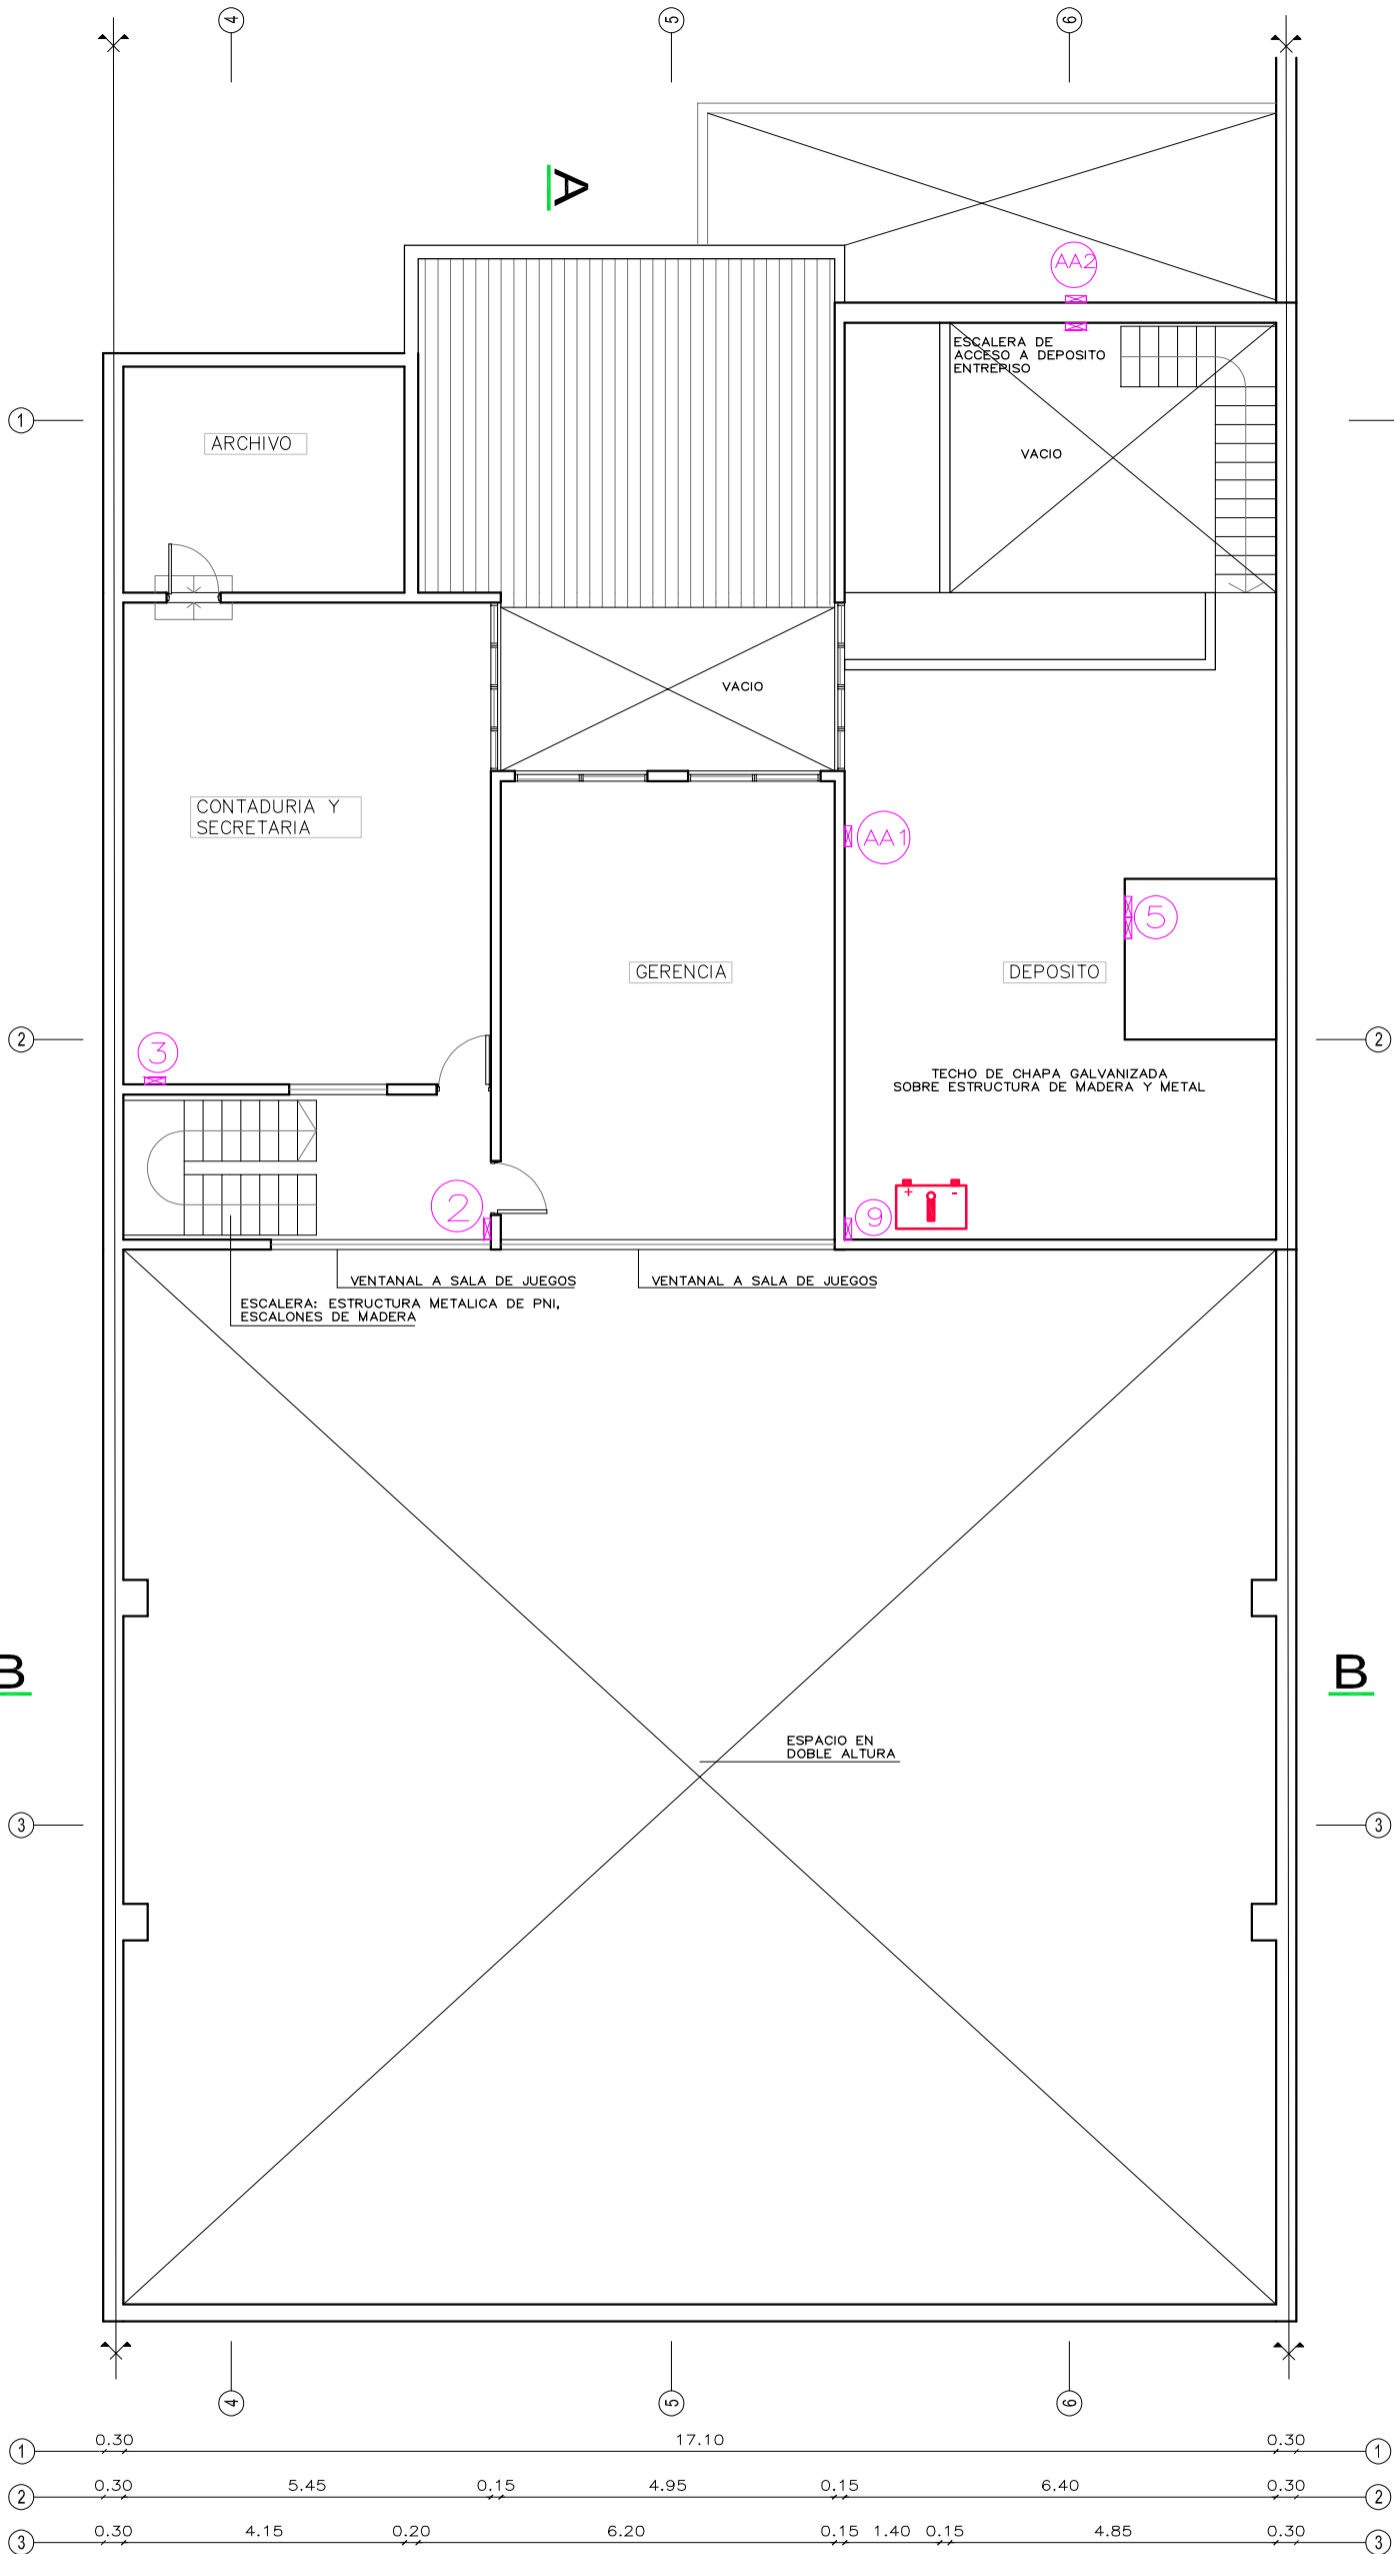 4
5
6
A
AA2
ESCALERA DE
ACCESO A DEPOSITO
ENTREPISO
1
ARCHIVO
VACIO
VACIO
CONTADURIA Y
SECRETARIA
AA1
5
GERENCIA
DEPOSITO
2
3
2
TECHO DE CHAPA GALVANIZADA
SOBRE ESTRUCTURA DE MADERA Y METAL
2
9
+ -
VENTANAL A SALA DE JUEGOS
VENTANAL A SALA DE JUEGOS
ESCALERA: ESTRUCTURA METALICA DE PNI,
ESCALONES DE MADERA
B
B
ESPACIO EN
DOBLE ALTURA
3
3
4
5
6
1 0.30 17.10 0.30 1
2 0.30 5.45 0.15 4.95 0.15 6.40 0.30 2
3 0.30 4.15 0.20 6.20 0.15 1.40 0.15 4.85 0.30 3